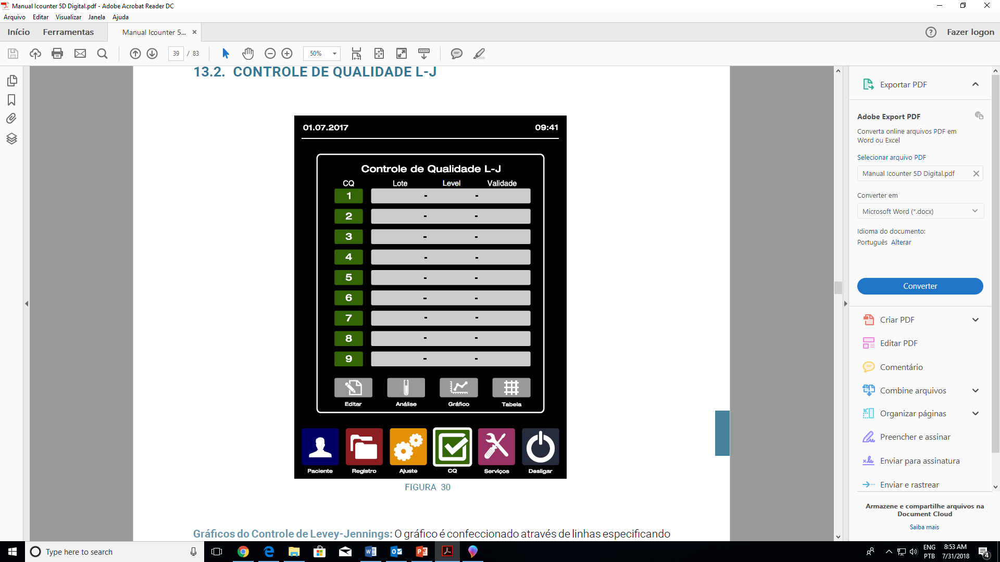 Manual Icounter 5D Digital.pdf - Adobe Acrobat Reader DC
Arquivo Editar Visualizar Janela Ajuda
Início Ferramentas Manual Icounter 5... × Fazer logon
39 / 83 50%
13.2. CONTROLE DE QUALIDADE L-J
01.07.2017 09:41
Controle de Qualidade L-J
CQ Lote Level Validade
1 - -
2 - -
3 - -
4 - -
5 - -
6 - -
7 - -
8 - -
9 - -
Editar Análise Gráfico Tabela
Paciente Registro Ajuste CQ Serviços Desligar
FIGURA 30
Gráficos do Controle de Levey-Jennings: O gráfico é confeccionado através de linhas especificando
Exportar PDF
Adobe Export PDF
Converta online arquivos PDF em
Word ou Excel
Selecionar arquivo PDF
Manual Icounter 5D Digital.pdf
Converter em
Microsoft Word (*.docx)
Idioma do documento:
Português Alterar
Converter
Criar PDF
Editar PDF
Comentário
Combine arquivos
Organizar páginas
Preencher e assinar
Enviar para assinatura
Enviar e rastrear
Armazene e compartilhe arquivos na
Document Cloud
Saiba mais
Type here to search
ENG 8:53 AM
PTB 7/31/2018
4